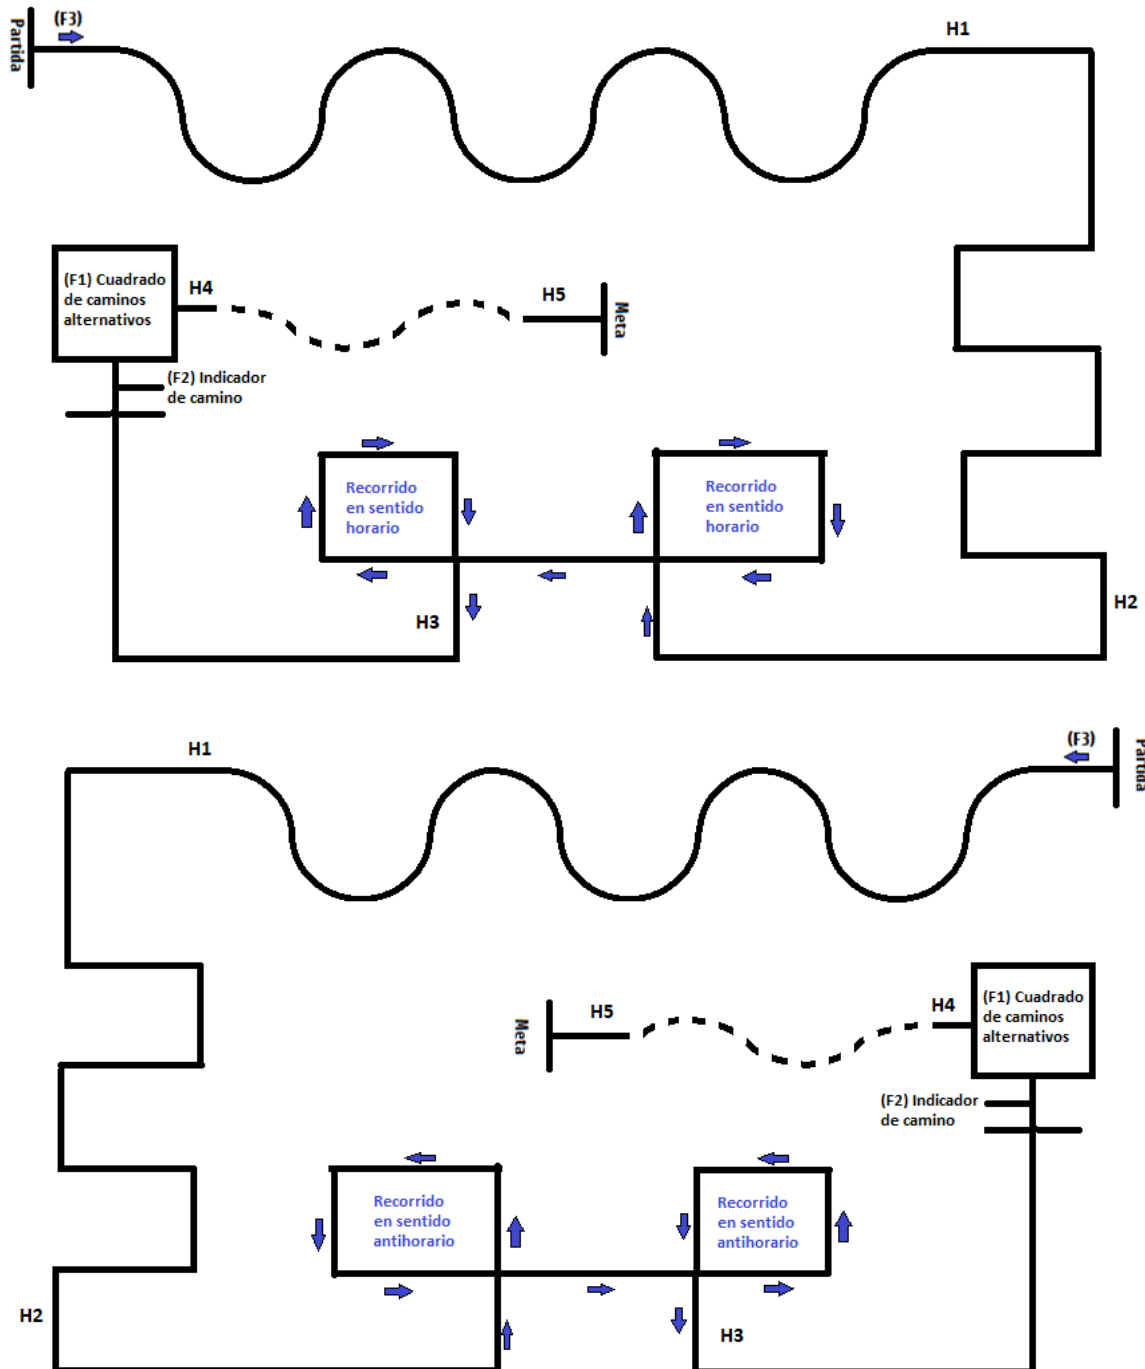 Partida
(F3)
H1
(F1) Cuadrado
de caminos
alternativos
H4
H5
Meta
(F2) Indicador
de camino
Recorrido
en sentido
horario
Recorrido
en sentido
horario
H3
H2
H1
(F3)
Partida
H5
Meta
H4
(F1) Cuadrado
de caminos
alternativos
(F2) Indicador
de camino
Recorrido
en sentido
antihorario
Recorrido
en sentido
antihorario
H2
H3